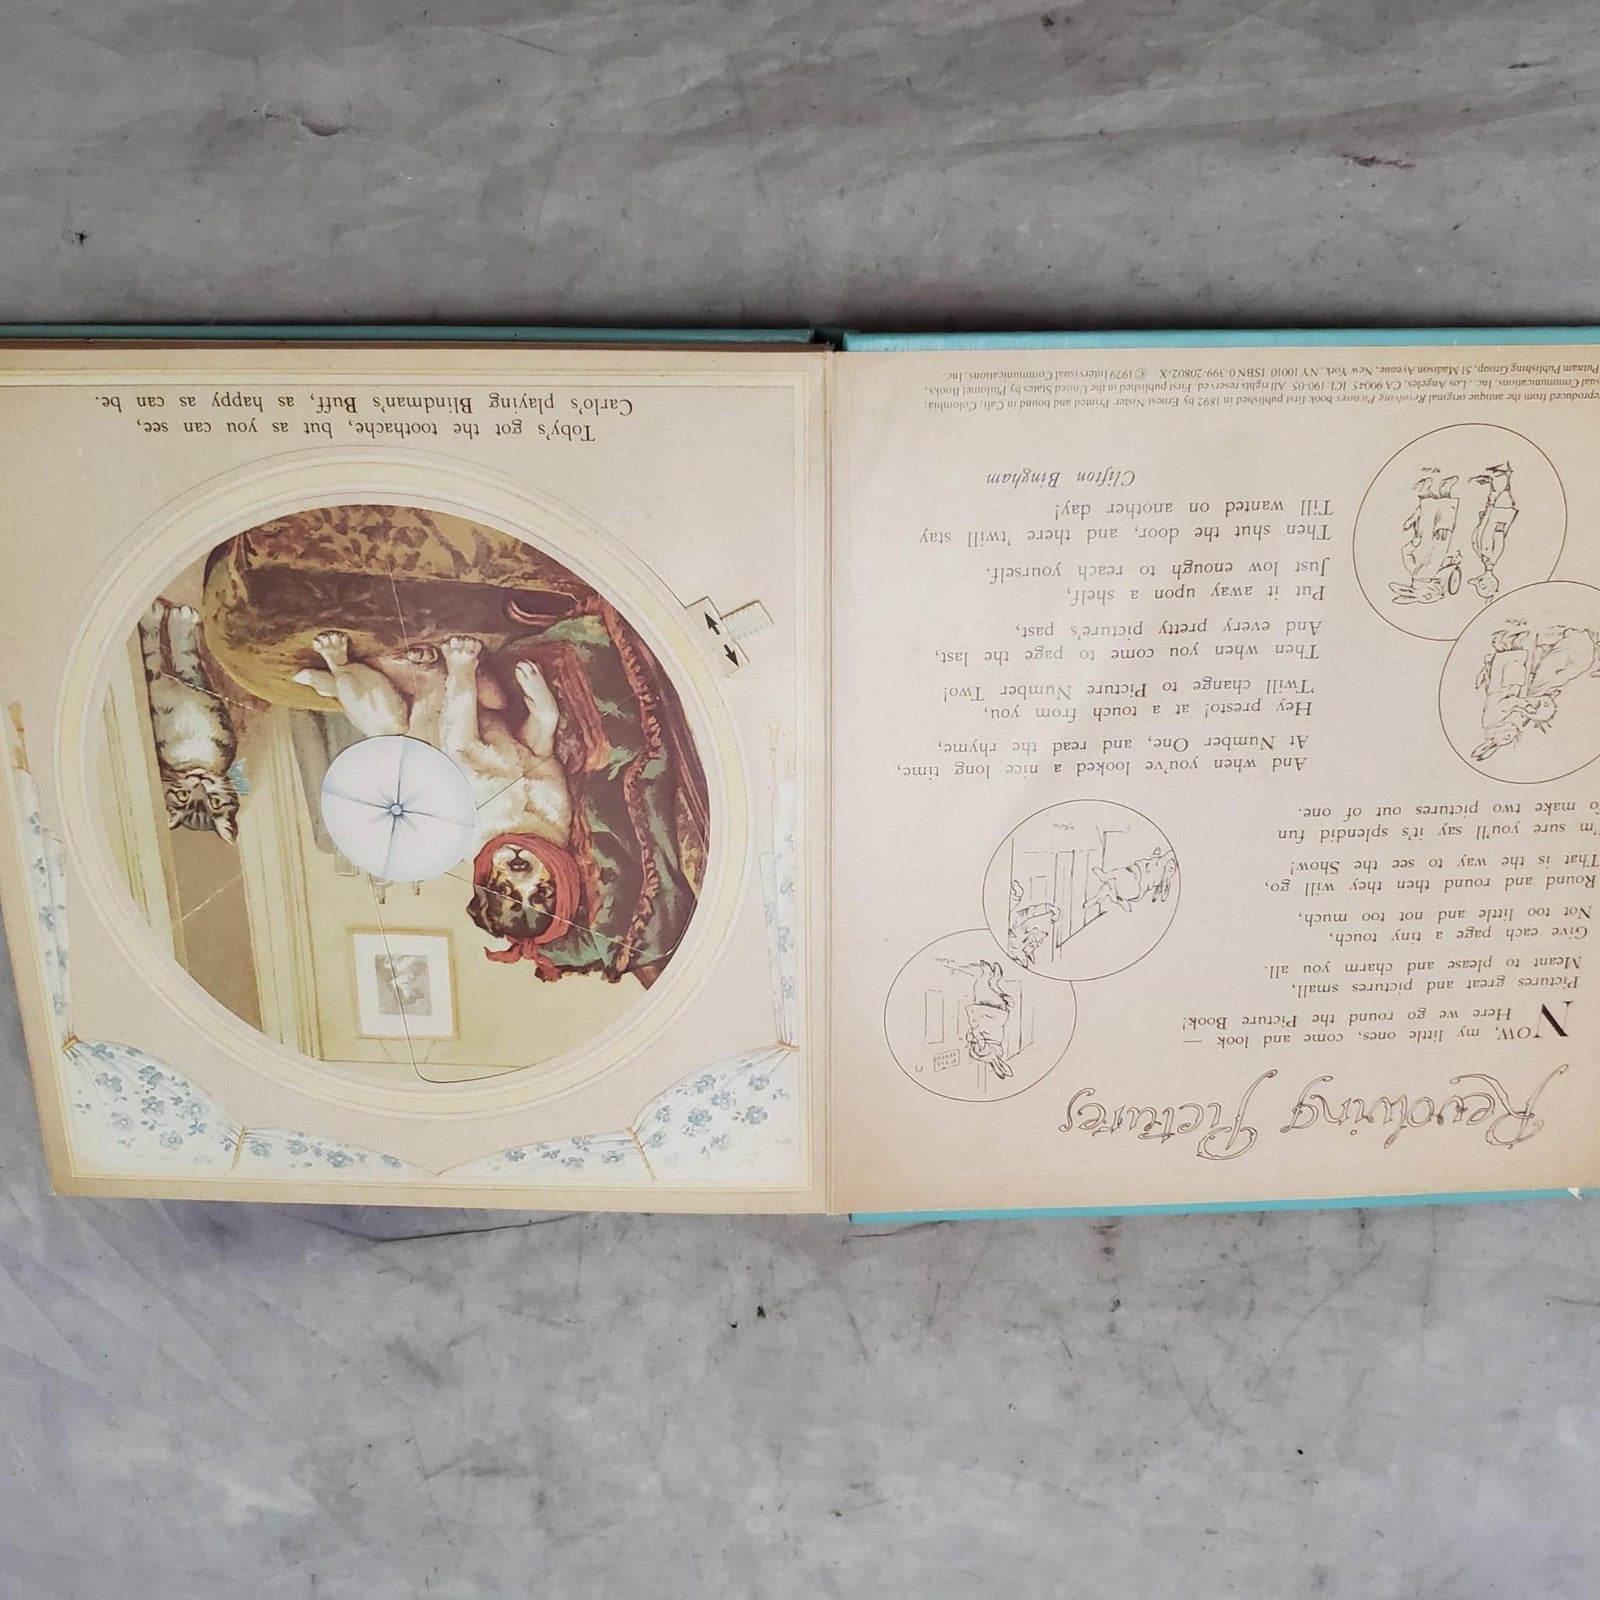 Revolving Pictures
NOW, my little ones, come and look —
Here we go round the Picture Book!
Pictures great and pictures small,
Meant to please and charm you all.
Give each page a tiny touch,
Not too little and not too much,
Round and round then they will go,
That is the way to see the Show!
I'm sure you'll say it's splendid fun
To make two pictures out of one.
And when you've looked a nice long time,
At Number One, and read the rhyme,
Hey presto! at a touch from you,
'Twill change to Picture Number Two!
Then when you come to page the last,
And every pretty picture's past,
Put it away upon a shelf,
Just low enough to reach yourself.
Then shut the door, and there 'twill stay
Till wanted on another day!
Clifton Bingham
reproduced from the antique original Revolving Pictures book first published in 1892 by Ernest Nister. Printed and bound in Cali, Colombia,
Communications, Inc., Los Angeles, CA 90045 ICI-190-05. All rights reserved. First published in the United States by Philomel Books,
Putnam Publishing Group, 51 Madison Avenue, New York, NY 10010 ISBN 0-399-20802-X © 1979 Intervisual Communications, Inc.
Toby's got the toothache, but as you can see,
Carlo's playing Blindman's Buff, as happy as can be.